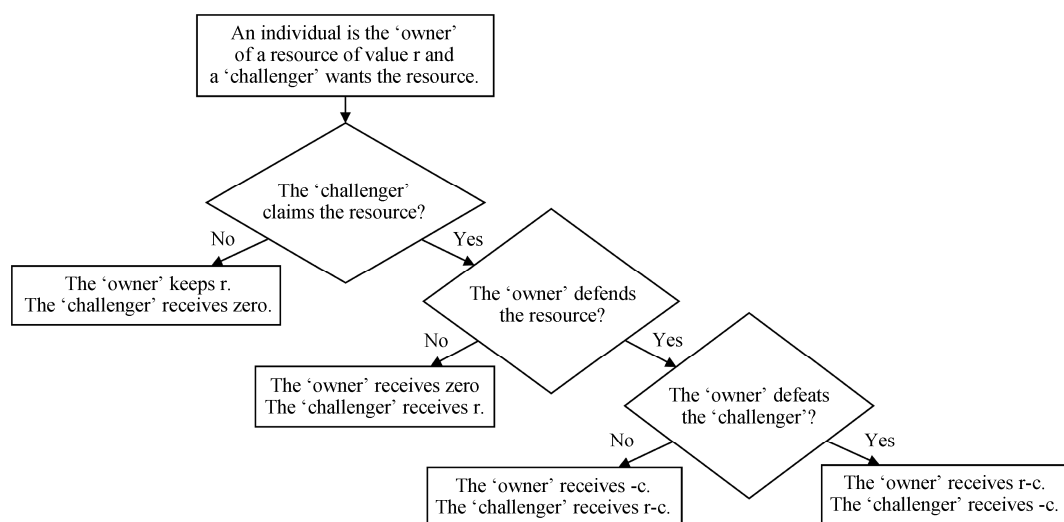 An individual is the ‘owner’
of a resource of value r and
a ‘challenger’ wants the resource.
The ‘challenger’
claims the resource?
No
Yes
The ‘owner’ keeps r.
The ‘challenger’ receives zero.
The ‘owner’ defends
the resource?
No
Yes
The ‘owner’ receives zero
The ‘challenger’ receives r.
The ‘owner’ defeats
the ‘challenger’?
No
Yes
The ‘owner’ receives -c.
The ‘challenger’ receives r-c.
The ‘owner’ receives r-c.
The ‘challenger’ receives -c.